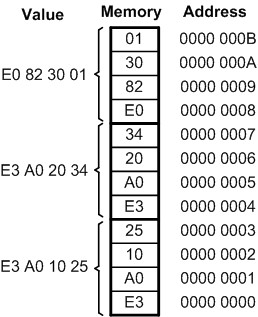 Value Memory Address
01 0000 000B
30 0000 000A
E0 82 30 01
82 0000 0009
E0 0000 0008
34 0000 0007
20 0000 0006
E3 A0 20 34
A0 0000 0005
E3 0000 0004
25 0000 0003
10 0000 0002
E3 A0 10 25
A0 0000 0001
E3 0000 0000